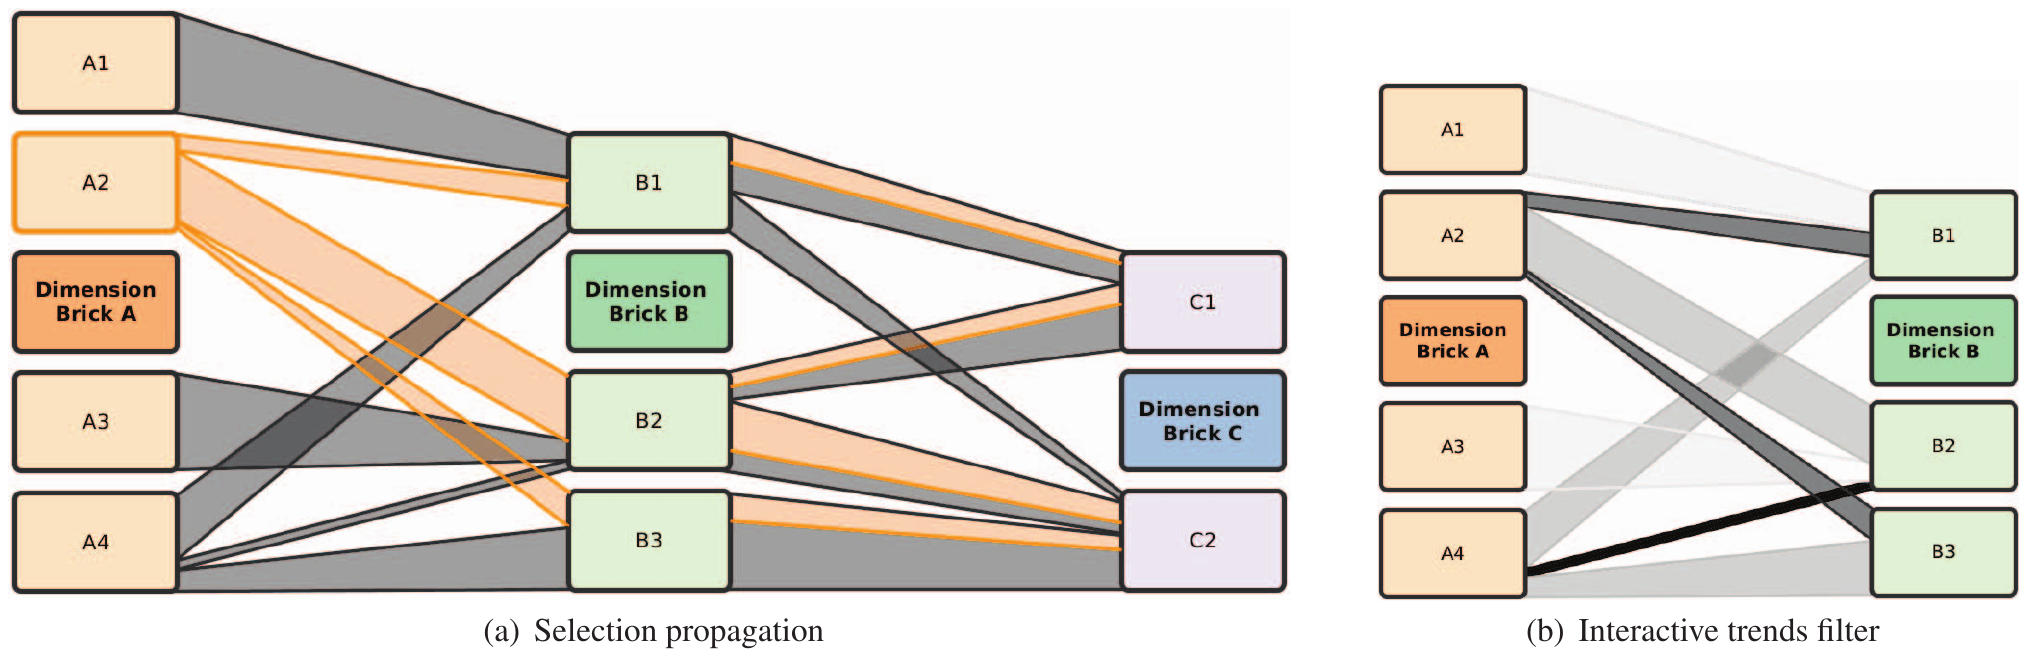 A1
A2
Dimension
Brick A
A3
A4
B1
Dimension
Brick B
B2
B3
C1
Dimension
Brick C
C2
(a) Selection propagation
A1
A2
Dimension
Brick A
A3
A4
B1
Dimension
Brick B
B2
B3
(b) Interactive trends filter